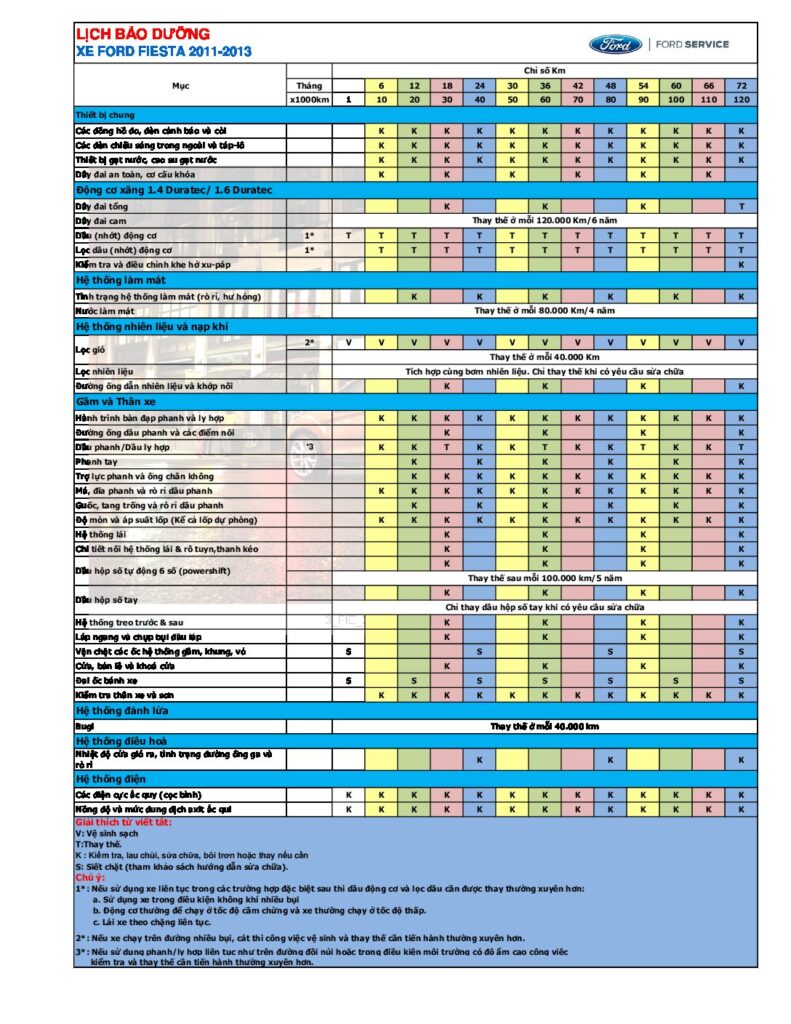 LỊCH BẢO DƯỠNG
XE FORD FIESTA 2011-2013
Ford | FORD SERVICE
Chỉ số Km
Mục Tháng 6 12 18 24 30 36 42 48 54 60 66 72
x1000km 1 10 20 30 40 50 60 70 80 90 100 110 120
Thiết bị chung
Các đồng hồ đo, đèn cảnh báo và còi K K K K K K K K K K K K
Các đèn chiếu sáng trong ngoài và táp-lô K K K K K K K K K K K K
Thiết bị gạt nước, cao su gạt nước K K K K K K K K K K K K
Dây đai an toàn, cơ cấu khóa K K K K K K
Động cơ xăng 1.4 Duratec/ 1.6 Duratec
Dây đai tổng K K K T
Dây đai cam Thay thế ở mỗi 120.000 Km/6 năm
Dầu (nhớt) động cơ 1* T T T T T T T T T T T T T
Lọc dầu (nhớt) động cơ 1* T T T T T T T T T T T T
Kiểm tra và điều chỉnh khe hở xu-páp K
Hệ thống làm mát
Tình trạng hệ thống làm mát (rò rỉ, hư hỏng) K K K K K K
Nước làm mát Thay thế ở mỗi 80.000 Km/4 năm
Hệ thống nhiên liệu và nạp khí
Lọc gió 2* V V V V V V V V V V V V V
Thay thế ở mỗi 40.000 Km
Lọc nhiên liệu Tích hợp cùng bơm nhiên liệu. Chỉ thay thế khi có yêu cầu sửa chữa
Đường ống dẫn nhiên liệu và khớp nối K K K K
Gầm và Thân xe
Hành trình bàn đạp phanh và ly hợp K K K K K K K K K K K K
Đường ống dầu phanh và các điểm nối K K K K
Dầu phanh/Dầu ly hợp *3 K K T K K T K K T K K T
Phanh tay K K K K K K
Trợ lực phanh và ống chân không K K K K K K K K K K K
Má, đĩa phanh và rò rỉ dầu phanh K K K K K K K K K K K K
Guốc, tang trống và rò rỉ dầu phanh K K K K K K
Độ mòn và áp suất lốp (Kể cả lốp dự phòng) K K K K K K K K K K K K
Hệ thống lái K K K K
Chi tiết nối hệ thống lái & rô tuyn,thanh kéo K K K K
Dầu hộp số tự động 6 số (powershift) K K K K
Thay thế sau mỗi 100.000 km/5 năm
Dầu hộp số tay K K K K
Chỉ thay dầu hộp số tay khi có yêu cầu sửa chữa
Hệ thống treo trước & sau K K K K
Láp ngang và chụp bụi đầu láp K K K K
Vặn chặt các ốc hệ thống gầm, khung, vỏ S S S S
Cửa, bản lề và khoá cửa K K K K
Đai ốc bánh xe S S S S S S S
Kiểm tra thân xe và sơn K K K K K K K K K K K K
Hệ thống đánh lửa
Bugi Thay thế ở mỗi 40.000 km
Hệ thống điều hoà
Nhiệt độ cửa gió ra, tình trạng đường ống ga và
rò rỉ K K K
Hệ thống điện
Các điện cực ắc quy (cọc bình) K K K K K K K K K K K K K
Nồng độ và mức dung dịch axít ắc qui K K K K K K K K K K K K K
Giải thích từ viết tắt:
V: Vệ sinh sạch
T:Thay thế.
K : Kiểm tra, lau chùi, sửa chữa, bôi trơn hoặc thay nếu cần
S: Siết chặt (tham khảo sách hướng dẫn sửa chữa).
Chú ý:
1* : Nếu sử dụng xe liên tục trong các trường hợp đặc biệt sau thì dầu động cơ và lọc dầu cần được thay thường xuyên hơn:
a. Sử dụng xe trong điều kiện không khí nhiều bụi
b. Động cơ thường để chạy ở tốc độ cầm chừng và xe thường chạy ở tốc độ thấp.
c. Lái xe theo chặng liên tục.
2* : Nếu xe chạy trên đường nhiều bụi, cát thì công việc vệ sinh và thay thế cần tiến hành thường xuyên hơn.
3* : Nếu sử dụng phanh/ly hợp liên tục như trên đường đồi núi hoặc trong điều kiện môi trường có độ ẩm cao công việc
kiểm tra và thay thế cần tiến hành thường xuyên hơn.